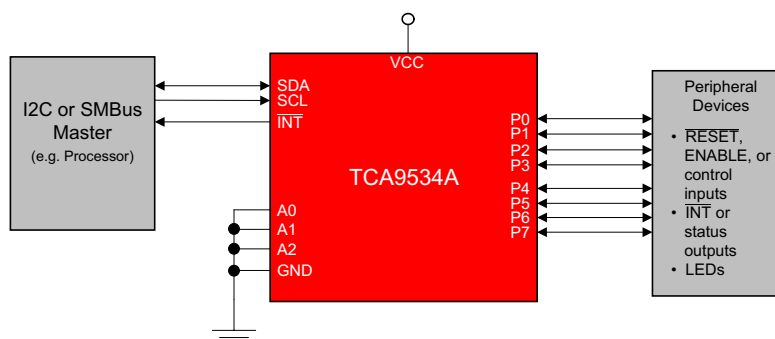 I2C or SMBus
Master
(e.g. Processor)
VCC
SDA
SCL
INT
A0
A1
A2
GND
TCA9534A
P0
P1
P2
P3
P4
P5
P6
P7
Peripheral
Devices
• RESET,
ENABLE, or
control
inputs
• INT or
status
outputs
• LEDs